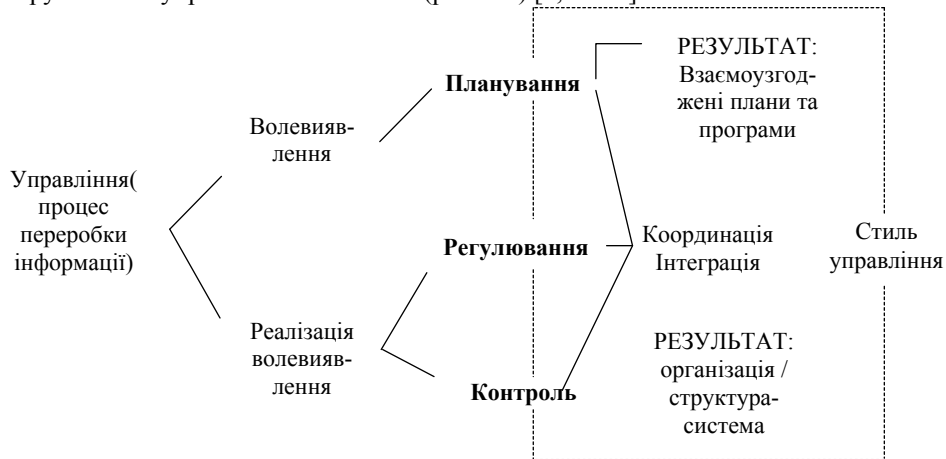 Управління(
процес
переробки
інформації)
Волевияв-
лення
Реалізація
волевияв-
лення
Планування
Регулювання
Контроль
РЕЗУЛЬТАТ:
Взаємоузгод-
жені плани та
програми
Координація
Інтеграція
РЕЗУЛЬТАТ:
організація /
структура-
система
Стиль
управління